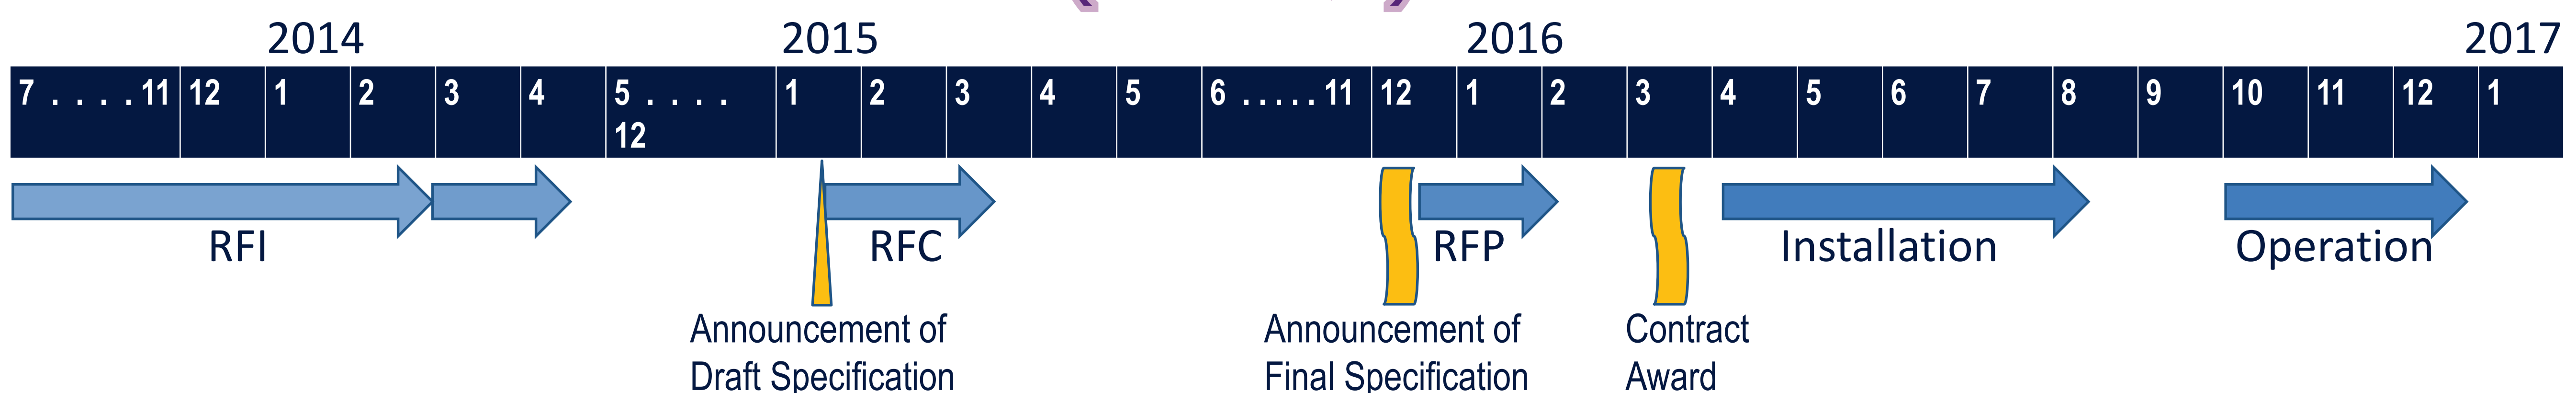 2014 2015 2016 2017
7 . . . . 11 12 1 2 3 4 5 . . . . 1 2 3 4 5 6 ..... 11 12 1 2 3 4 5 6 7 8 9 10 11 12 1
12
RFI RFC RFP Installation Operation
Announcement of Announcement of Contract
Draft Specification Final Specification Award